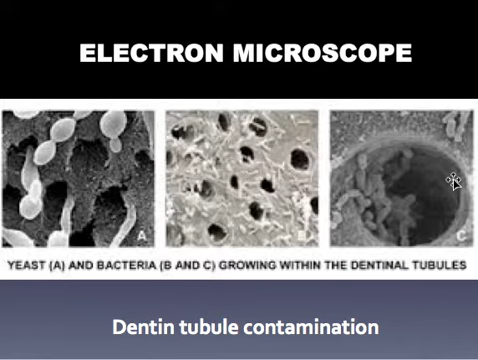 ELECTRON MICROSCOPE
A
B
C
YEAST (A) AND BACTERIA (B AND C) GROWING WITHIN THE DENTINAL TUBULES
Dentin tubule contamination